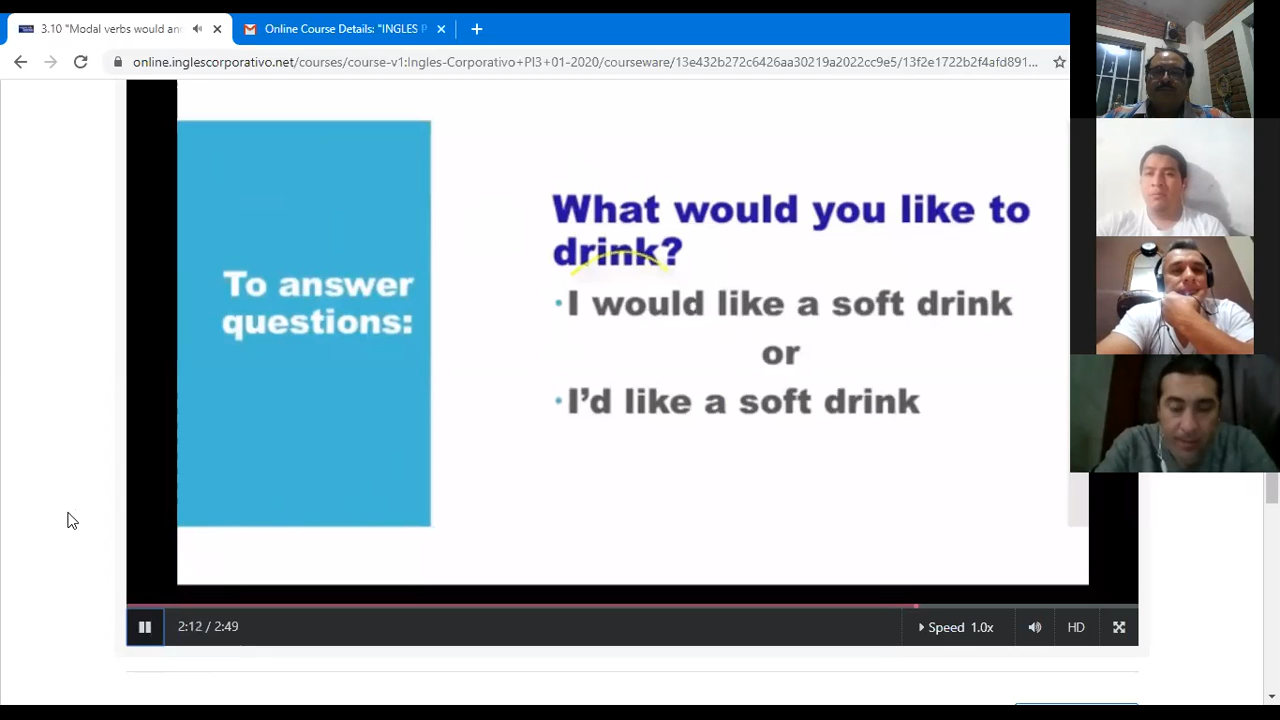 3.10 "Modal verbs would an
Online Course Details: "INGLES P
online.inglescorporativo.net/courses/course-v1:Ingles-Corporativo+PI3+01-2020/courseware/13e432b272c6426aa30219a2022cc9e5/13f2e1722b2f4afd891...
To answer
questions:
What would you like to
drink?
•I would like a soft drink
or
•I’d like a soft drink
2:12 / 2:49
Speed 1.0x
HD